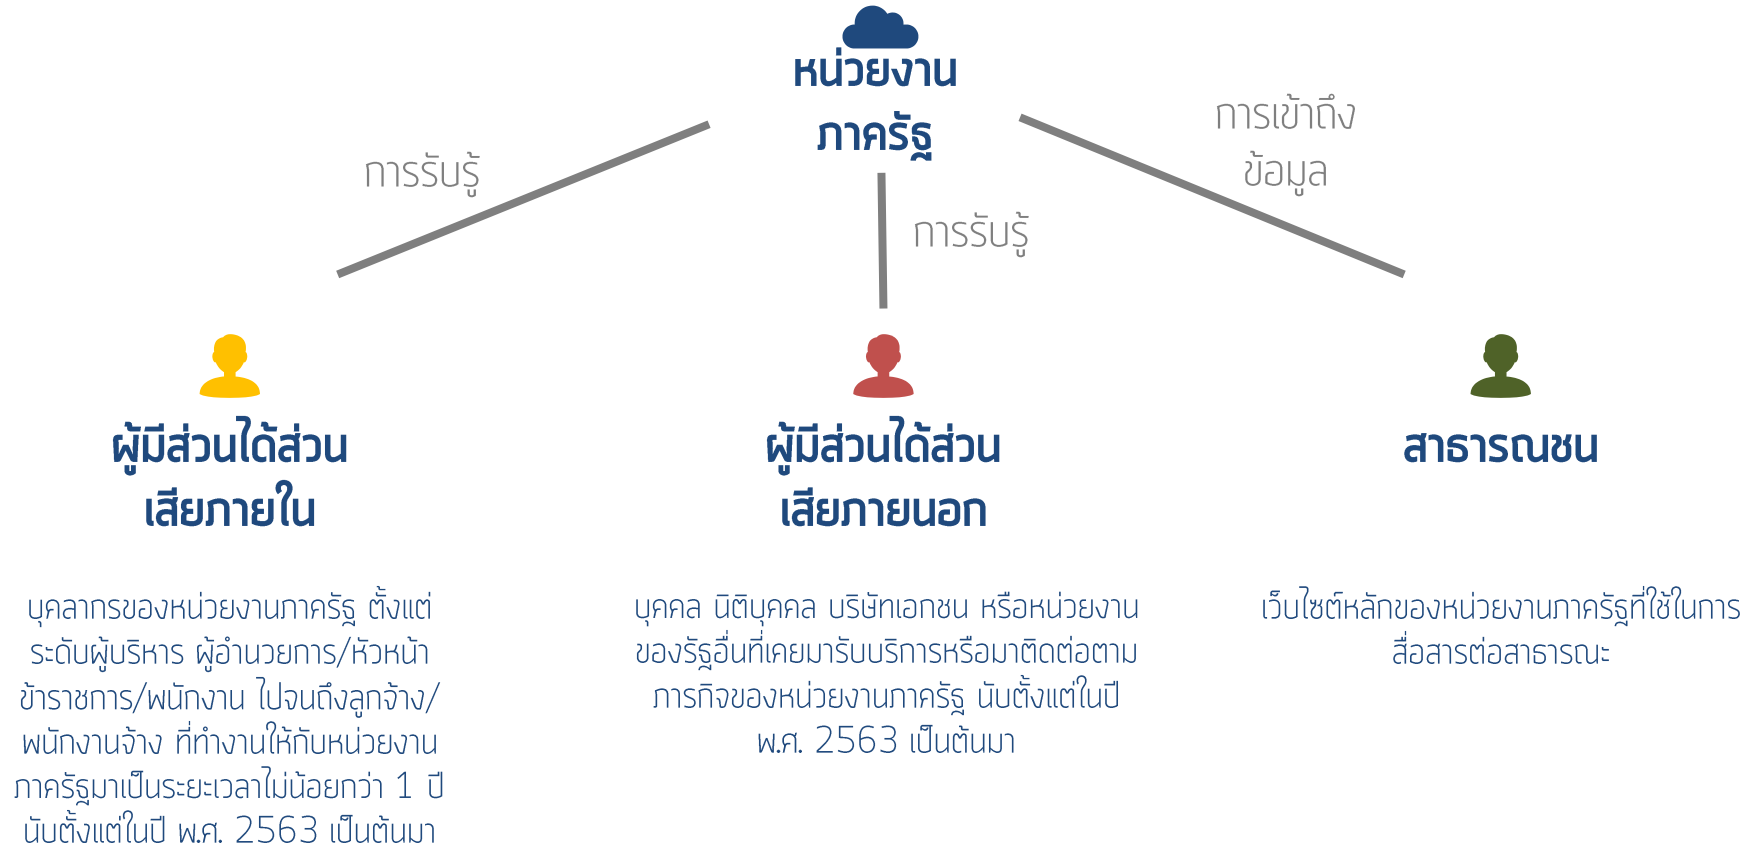 หน่วยงาน
ภาครัฐ
การเข้าถึง
ข้อมูล
การรับรู้
การรับรู้
ผู้มีส่วนได้ส่วน
เสียภายใน
บุคลากรของหน่วยงานภาครัฐ ตั้งแต่
ระดับผู้บริหาร ผู้อำนวยการ/หัวหน้า
ข้าราชการ/พนักงาน ไปจนถึงลูกจ้าง/
พนักงานจ้าง ที่ทำงานให้กับหน่วยงาน
ภาครัฐมาเป็นระยะเวลาไม่น้อยกว่า 1 ปี
นับตั้งแต่ในปี พ.ศ. 2563 เป็นต้นมา
ผู้มีส่วนได้ส่วน
เสียภายนอก
บุคคล นิติบุคคล บริษัทเอกชน หรือหน่วยงาน
ของรัฐอื่นที่เคยมารับบริการหรือมาติดต่อตาม
ภารกิจของหน่วยงานภาครัฐ นับตั้งแต่ในปี
พ.ศ. 2563 เป็นต้นมา
สาธารณชน
เว็บไซต์หลักของหน่วยงานภาครัฐที่ใช้ในการ
สื่อสารต่อสาธารณะ